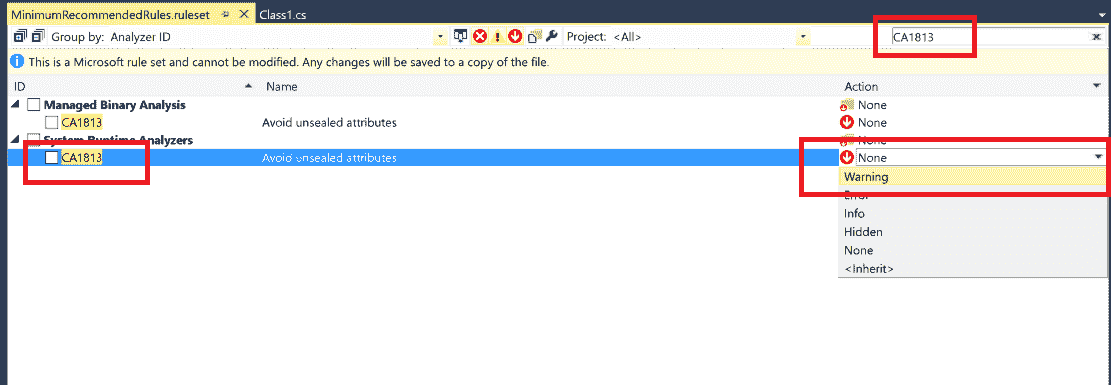 MinimumRecommendedRules.ruleset Class1.cs
Group by: Analyzer ID Project: <All> CA1813
This is a Microsoft rule set and cannot be modified. Any changes will be saved to a copy of the file.
ID Name Action
Managed Binary Analysis None
CA1813 Avoid unsealed attributes None
System Runtime Analyzers None
CA1813 Avoid unsealed attributes None
Warning
Error
Info
Hidden
None
<Inherit>